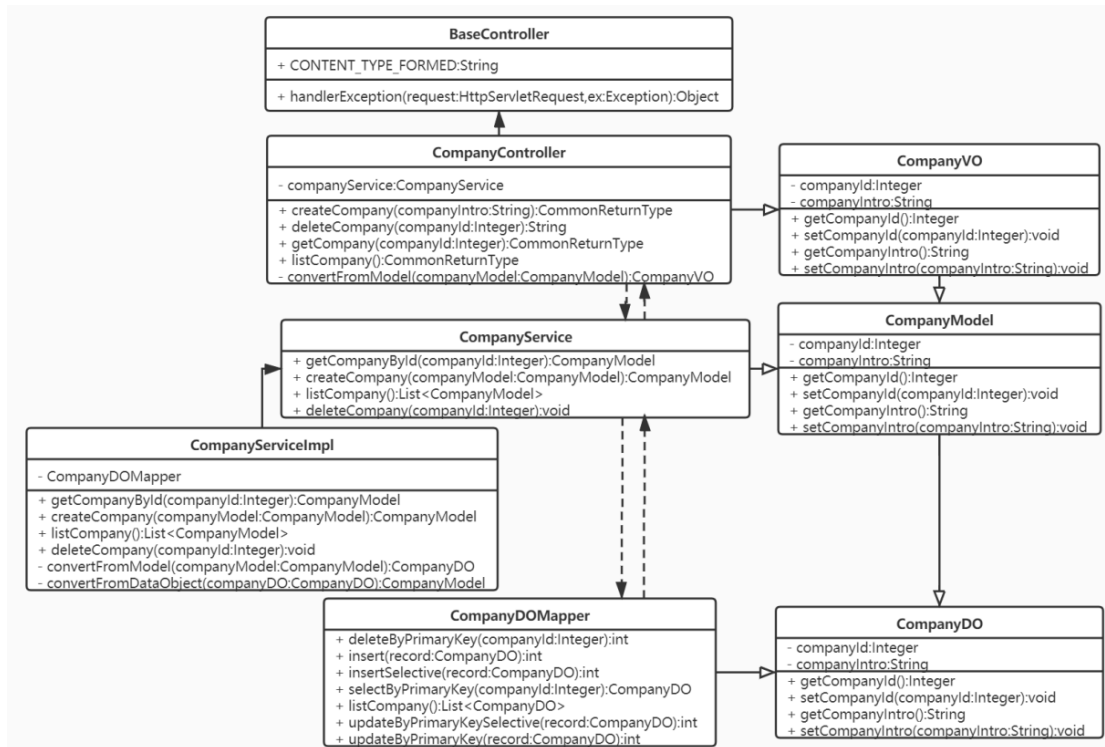 BaseController
+ CONTENT_TYPE_FORMED:String
+ handlerException(request:HttpServletRequest,ex:Exception):Object
CompanyController
- companyService:CompanyService
+ createCompany(companyIntro:String):CommonReturnType
+ deleteCompany(companyId:Integer):String
+ getCompany(companyId:Integer):CommonReturnType
+ listCompany():CommonReturnType
- convertFromModel(companyModel:CompanyModel):CompanyVO
CompanyVO
- companyId:Integer
- companyIntro:String
+ getCompanyId():Integer
+ setCompanyId(companyId:Integer):void
+ getCompanyIntro():String
+ setCompanyIntro(companyIntro:String):void
CompanyService
+ getCompanyById(companyId:Integer):CompanyModel
+ createCompany(companyModel:CompanyModel):CompanyModel
+ listCompany():List<CompanyModel>
+ deleteCompany(companyId:Integer):void
CompanyModel
- companyId:Integer
- companyIntro:String
+ getCompanyId():Integer
+ setCompanyId(companyId:Integer):void
+ getCompanyIntro():String
+ setCompanyIntro(companyIntro:String):void
CompanyServiceImpl
- CompanyDOMapper
+ getCompanyById(companyId:Integer):CompanyModel
+ createCompany(companyModel:CompanyModel):CompanyModel
+ listCompany():List<CompanyModel>
+ deleteCompany(companyId:Integer):void
- convertFromModel(companyModel:CompanyModel):CompanyDO
- convertFromDataObject(companyDO:CompanyDO):CompanyModel
CompanyDOMapper
+ deleteByPrimaryKey(companyId:Integer):int
+ insert(record:CompanyDO):int
+ insertSelective(record:CompanyDO):int
+ selectByPrimaryKey(companyId:Integer):CompanyDO
+ listCompany():List<CompanyDO>
+ updateByPrimaryKeySelective(record:CompanyDO):int
+ updateByPrimaryKey(record:CompanyDO):int
CompanyDO
- companyId:Integer
- companyIntro:String
+ getCompanyId():Integer
+ setCompanyId(companyId:Integer):void
+ getCompanyIntro():String
+ setCompanyIntro(companyIntro:String):void